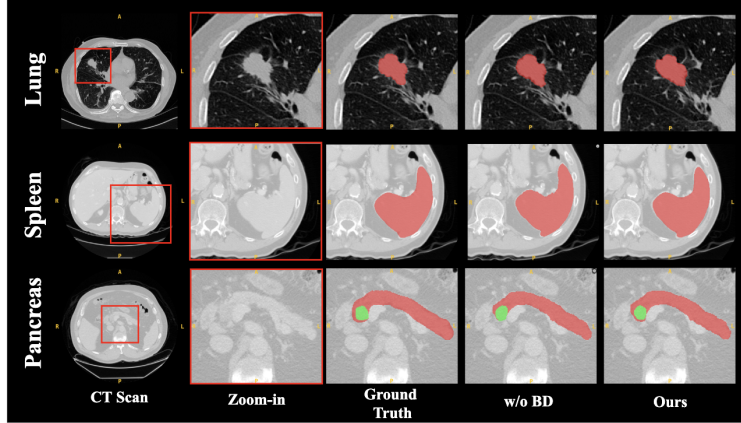 Lung
A
R
L
P
P
Spleen
A
R
L
P
L
Pancreas
A
R
L
P
CT Scan
Zoom-in
Ground
Truth
w/o BD
Ours